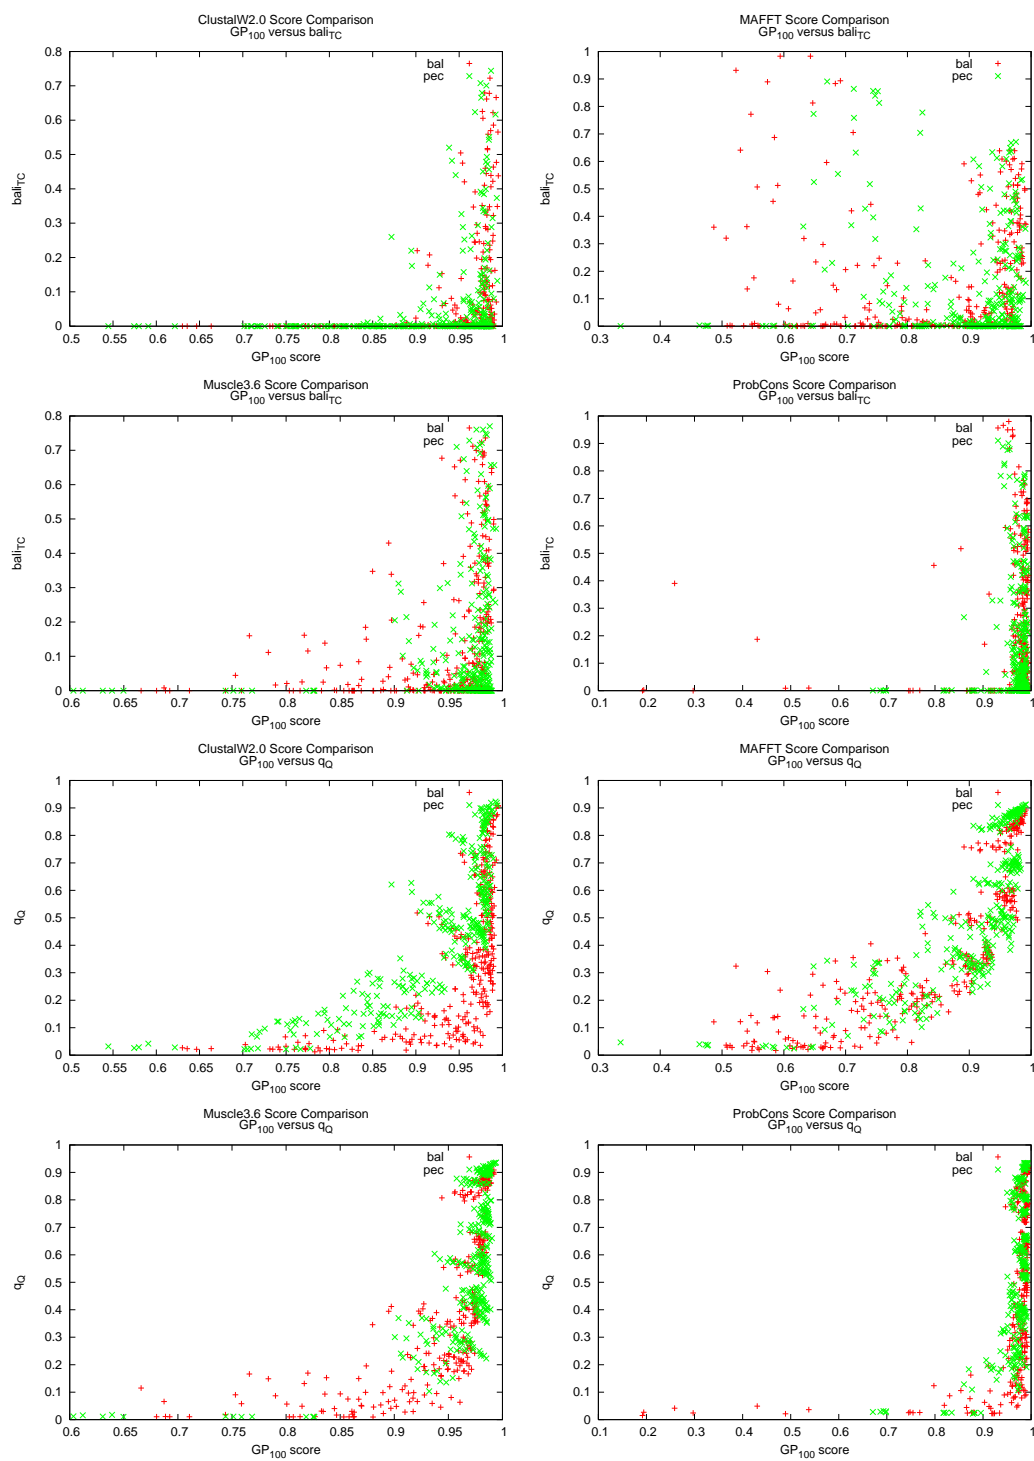 ClustalW2.0 Score Comparison
GP100 versus baliTC
bal
pec
0.8
0.7
0.6
0.5
0.4
0.3
0.2
0.1
0
baliTC
0.5 0.55 0.6 0.65 0.7 0.75 0.8 0.85 0.9 0.95 1
GP100 score
MAFFT Score Comparison
GP100 versus baliTC
bal
pec
1
0.9
0.8
0.7
0.6
0.5
0.4
0.3
0.2
0.1
0
baliTC
0.3 0.4 0.5 0.6 0.7 0.8 0.9 1
GP100 score
Muscle3.6 Score Comparison
GP100 versus baliTC
bal
pec
0.8
0.7
0.6
0.5
0.4
0.3
0.2
0.1
0
baliTC
0.6 0.65 0.7 0.75 0.8 0.85 0.9 0.95 1
GP100 score
ProbCons Score Comparison
GP100 versus baliTC
bal
pec
1
0.9
0.8
0.7
0.6
0.5
0.4
0.3
0.2
0.1
0
baliTC
0.1 0.2 0.3 0.4 0.5 0.6 0.7 0.8 0.9 1
GP100 score
ClustalW2.0 Score Comparison
GP100 versus qQ
bal
pec
1
0.9
0.8
0.7
0.6
0.5
0.4
0.3
0.2
0.1
0
qQ
0.5 0.55 0.6 0.65 0.7 0.75 0.8 0.85 0.9 0.95 1
GP100 score
MAFFT Score Comparison
GP100 versus qQ
bal
pec
1
0.9
0.8
0.7
0.6
0.5
0.4
0.3
0.2
0.1
0
qQ
0.3 0.4 0.5 0.6 0.7 0.8 0.9 1
GP100 score
Muscle3.6 Score Comparison
GP100 versus qQ
bal
pec
1
0.9
0.8
0.7
0.6
0.5
0.4
0.3
0.2
0.1
0
qQ
0.6 0.65 0.7 0.75 0.8 0.85 0.9 0.95 1
GP100 score
ProbCons Score Comparison
GP100 versus qQ
bal
pec
1
0.9
0.8
0.7
0.6
0.5
0.4
0.3
0.2
0.1
0
qQ
0.1 0.2 0.3 0.4 0.5 0.6 0.7 0.8 0.9 1
GP100 score